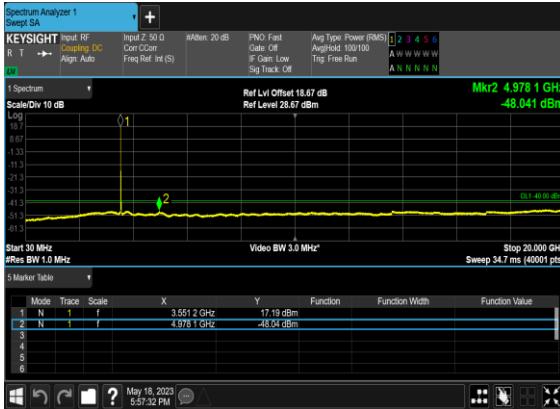 Spectrum Analyzer 1
Swept SA
+
KEYSIGHT Input: RF Input Z: 50 Ω #Atten: 20 dB PNO: Fast Avg Type: Power (RMS) 1 2 3 4 5 6
R T Coupling: DC Corr CCorr Gate: Off Avg|Hold: 100/100 A W W W W W
Align: Auto Freq Ref: Int (S) IF Gain: Low Trig: Free Run
Sig Track: Off A N N N N N
1 Spectrum Ref Lvl Offset 18.67 dB Mkr2 4.978 1 GHz
Scale/Div 10 dB Ref Level 28.67 dBm -48.041 dBm
Log
18.7
8.67
-1.33
-11.3
-21.3
-31.3
-41.3
-51.3
-61.3
1
2
DL1 -40.00 dBm
Start 30 MHz Video BW 3.0 MHz* Stop 20.000 GHz
#Res BW 1.0 MHz Sweep 34.7 ms (40001 pts)
5 Marker Table
Mode Trace Scale X Y Function Function Width Function Value
1 N 1 f 3.551 2 GHz 17.19 dBm
2 N 1 f 4.978 1 GHz -48.04 dBm
3
4
5
6
? May 18, 2023
5:57:32 PM